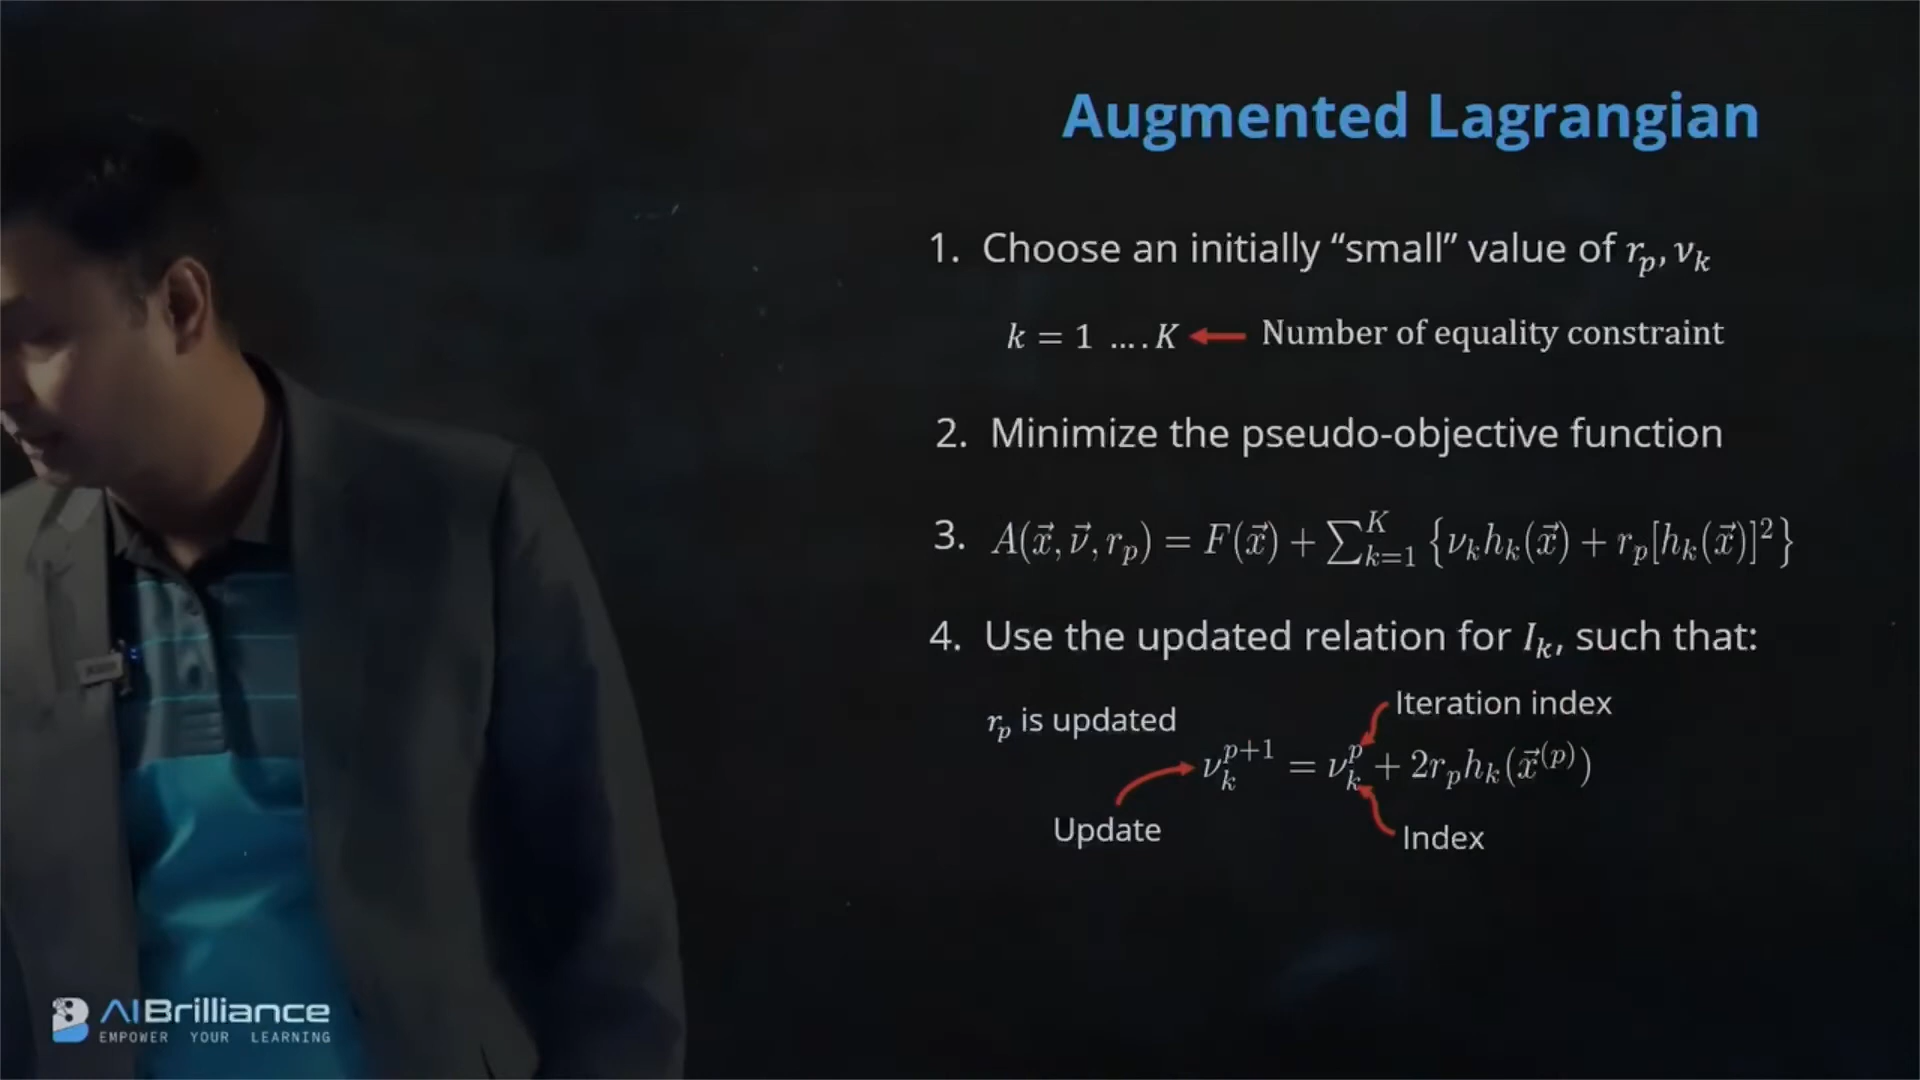 Augmented Lagrangian
1. Choose an initially “small” value of r_p, ν_k
k = 1 .... K Number of equality constraint
2. Minimize the pseudo-objective function
3. A(x⃗, ν⃗, r_p) = F(x⃗) + ∑_{k=1}^{K} {ν_k h_k(x⃗) + r_p[h_k(x⃗)]²}
4. Use the updated relation for I_k, such that:
Iteration index
r_p is updated
ν_k^{p+1} = ν_k^p + 2r_p h_k(x⃗^{(p)})
Update
Index
AIBrilliance
EMPOWER YOUR LEARNING